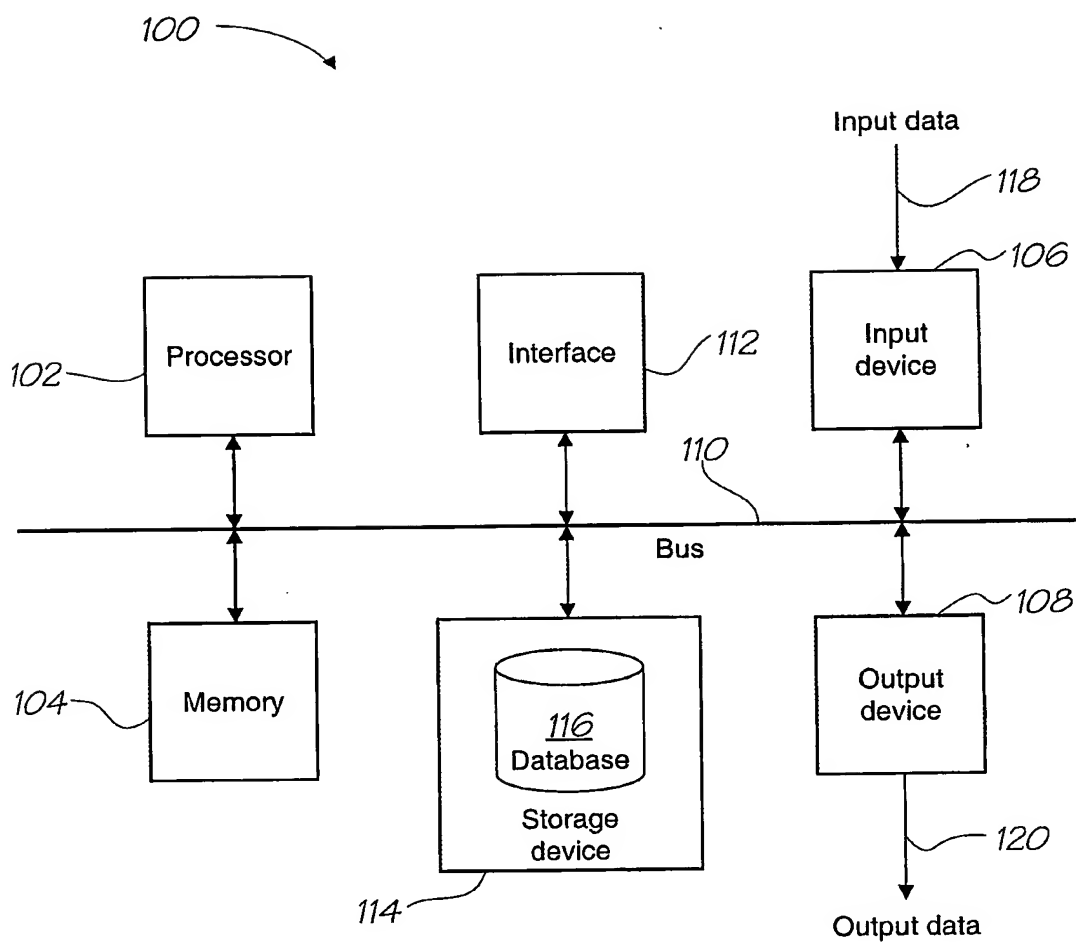 100
Input data
118
106
Processor
102
Interface
112
Input
device
110
Bus
108
Memory
104
116
Database
Storage
device
114
Output
device
120
Output data